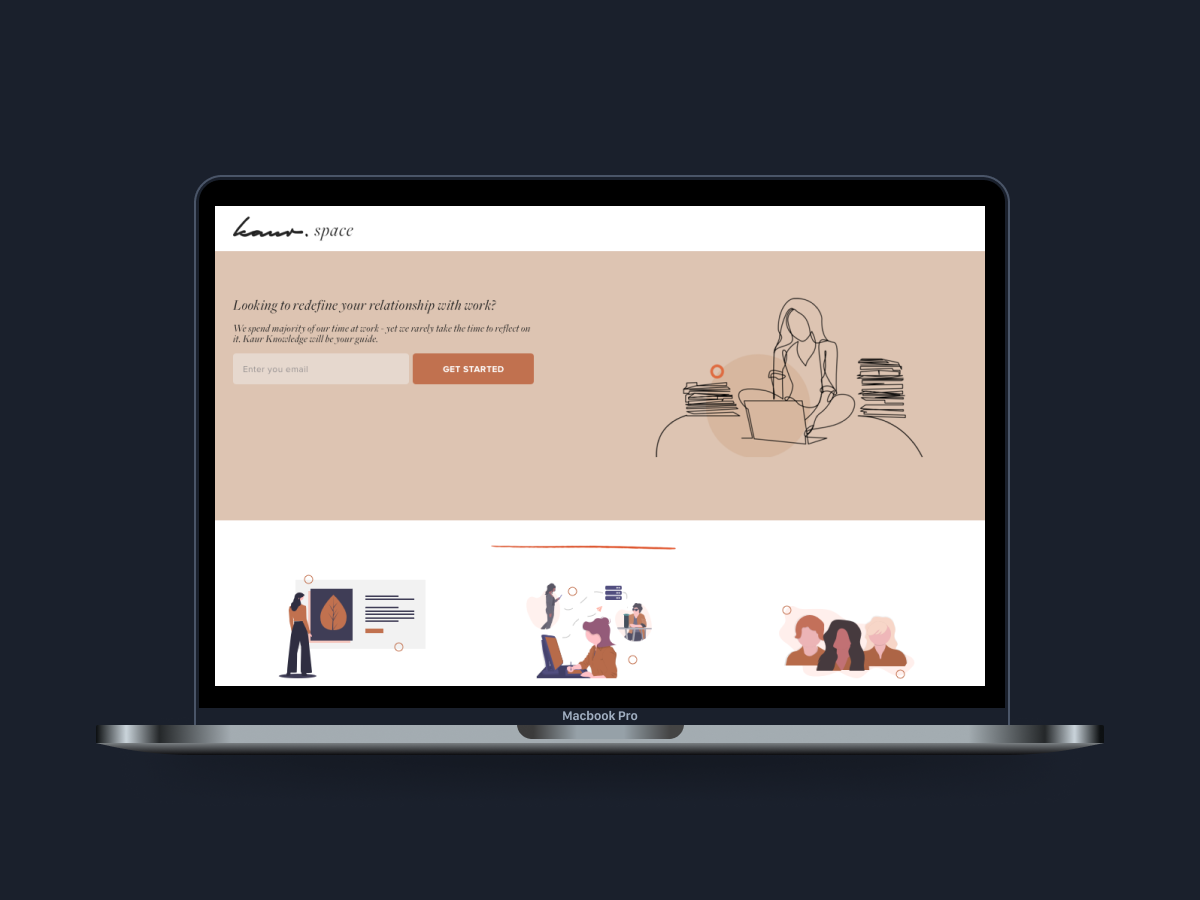 kaur. space
Looking to redefine your relationship with work?
We spend majority of our time at work - yet we rarely take the time to reflect on
it. Kaur Knowledge will be your guide.
Enter you email
GET STARTED
Macbook Pro